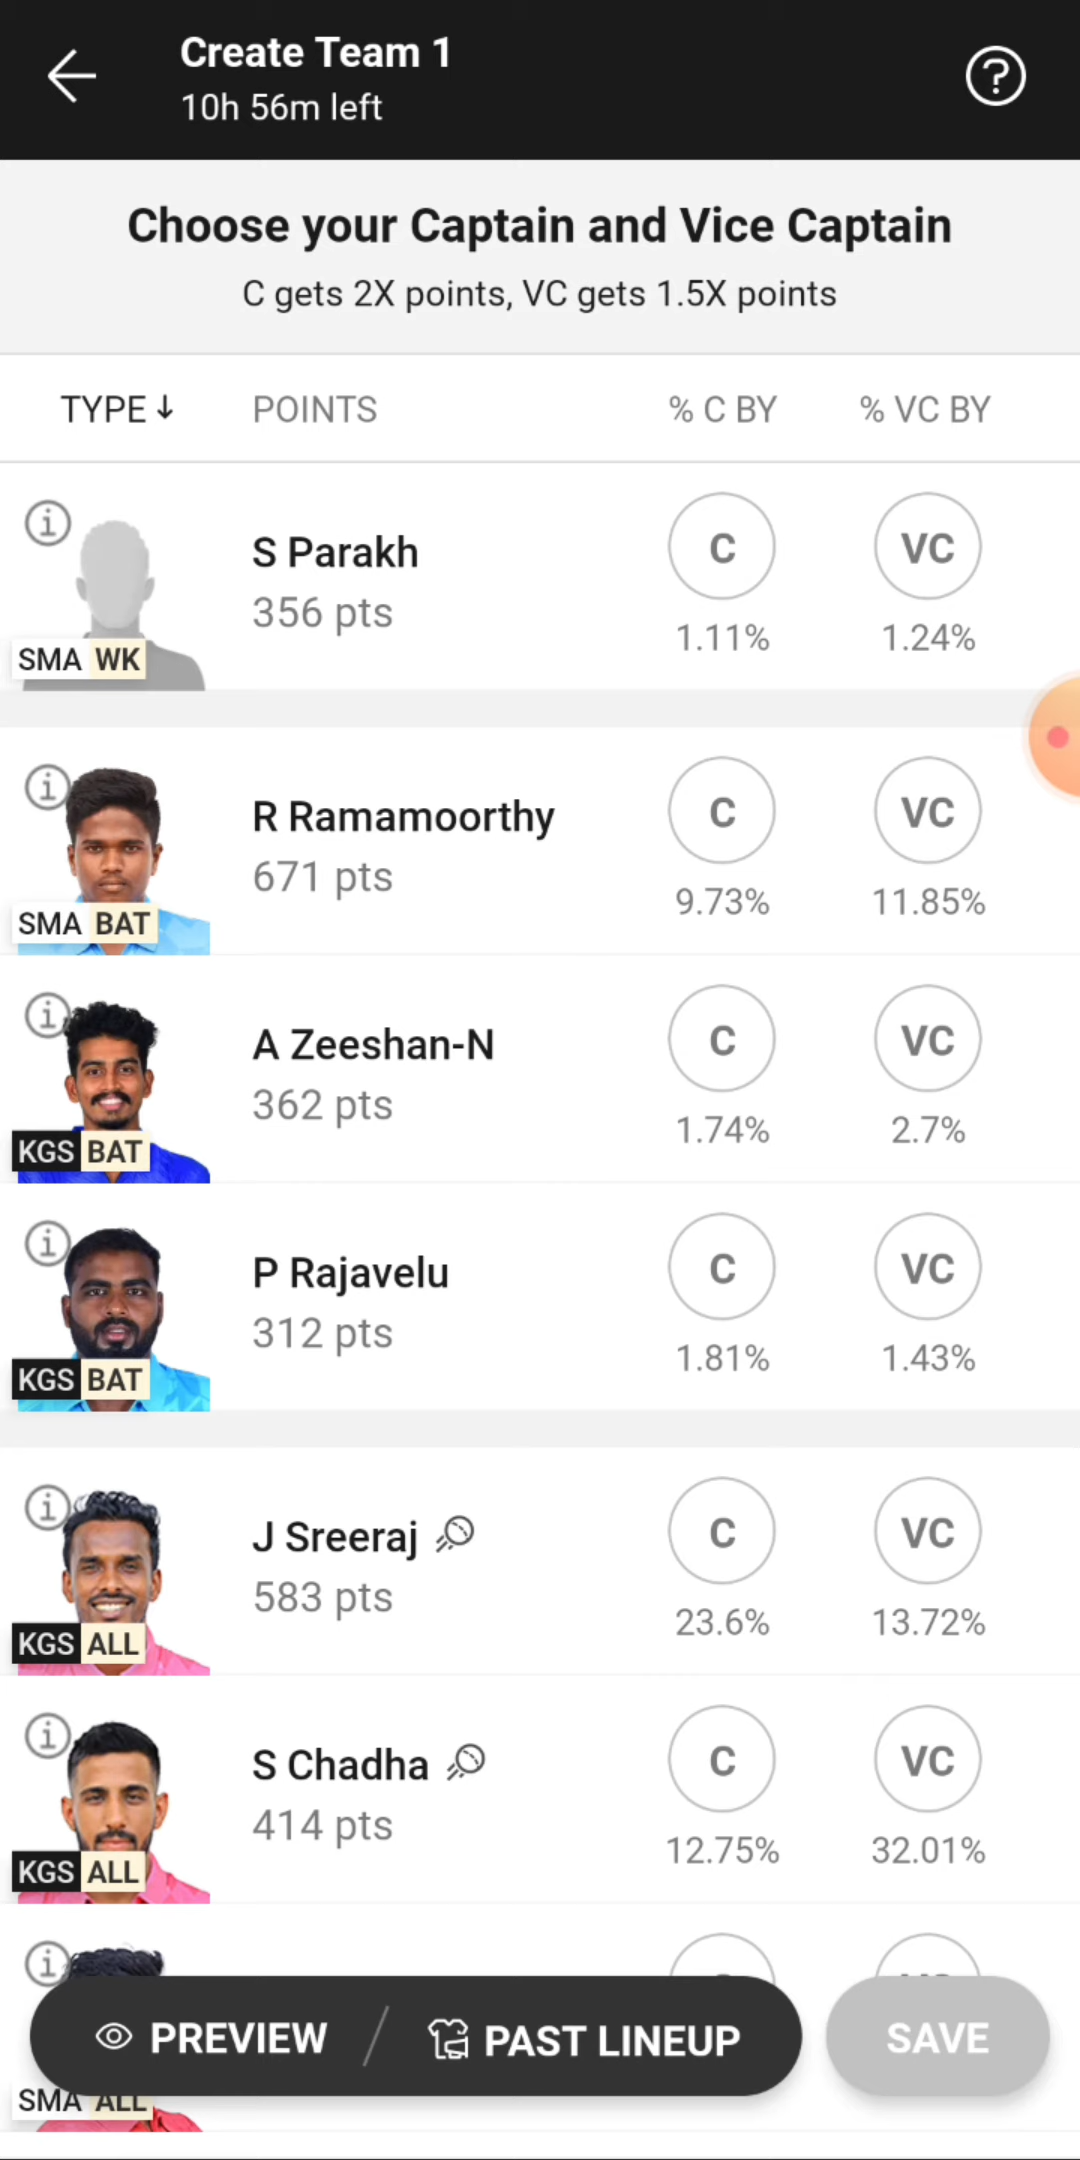 Create Team 1
10h 56m left
Choose your Captain and Vice Captain
C gets 2X points, VC gets 1.5X points
TYPE↓ POINTS % C BY % VC BY
S Parakh C VC
356 pts 1.11% 1.24%
SMA WK
R Ramamoorthy C VC
671 pts 9.73% 11.85%
SMA BAT
A Zeeshan-N C VC
362 pts 1.74% 2.7%
KGS BAT
P Rajavelu C VC
312 pts 1.81% 1.43%
KGS BAT
J Sreeraj C VC
583 pts 23.6% 13.72%
KGS ALL
S Chadha C VC
414 pts 12.75% 32.01%
KGS ALL
PREVIEW / PAST LINEUP SAVE
SMA ALL